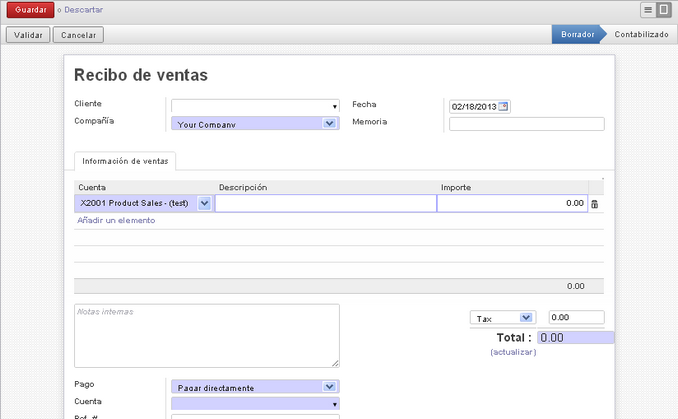 Guardar o Descartar
Validar Cancelar Borrador Contabilizado
Recibo de ventas
Cliente Fecha 02/18/2013
Compañía Your Company Memoria
Información de ventas
Cuenta Descripción Importe
X2001 Product Sales - (test) 0.00
Añadir un elemento
0.00
Notas internas
Tax 0.00
Total : 0.00
(actualizar)
Pago Pagar directamente
Cuenta
Ref. #